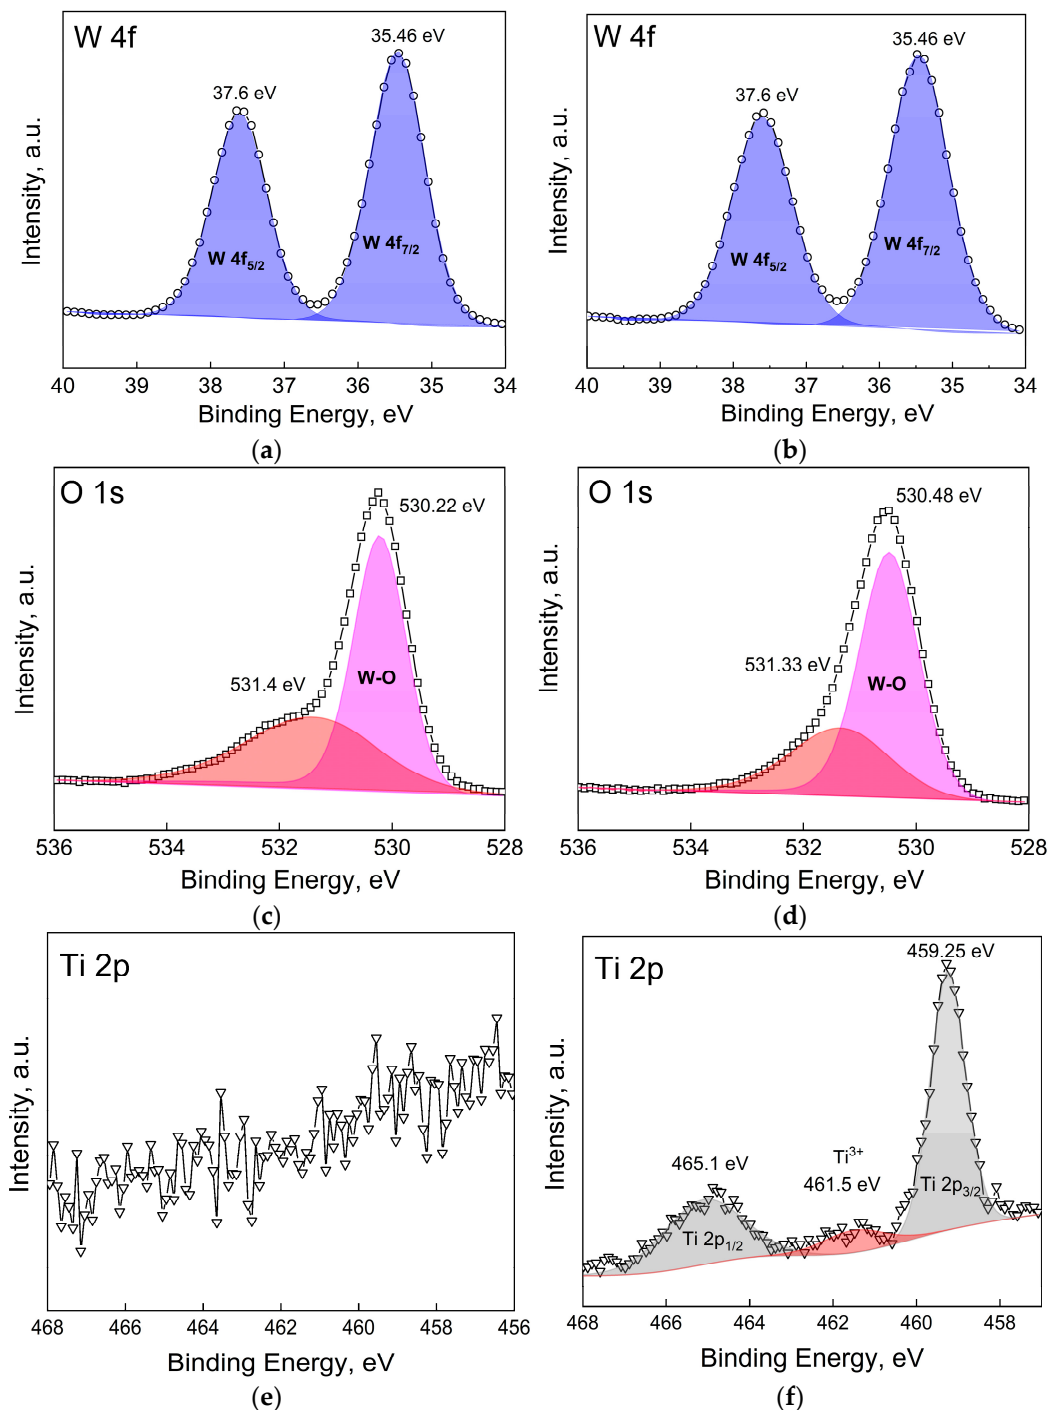 W 4f
35.46 eV
37.6 eV
W 4f5/2
W 4f7/2
Intensity, a.u.
40 39 38 37 36 35 34
Binding Energy, eV
(a)
W 4f
35.46 eV
37.6 eV
W 4f5/2
W 4f7/2
Intensity, a.u.
40 39 38 37 36 35 34
Binding Energy, eV
(b)
O 1s
530.22 eV
531.4 eV
W-O
Intensity, a.u.
536 534 532 530 528
Binding Energy, eV
(c)
O 1s
530.48 eV
531.33 eV
W-O
Intensity, a.u.
536 534 532 530 528
Binding Energy, eV
(d)
Ti 2p
Intensity, a.u.
468 466 464 462 460 458 456
Binding Energy, eV
(e)
Ti 2p
459.25 eV
465.1 eV
Ti3+
461.5 eV
Ti 2p3/2
Ti 2p1/2
Intensity, a.u.
468 466 464 462 460 458
Binding Energy, eV
(f)